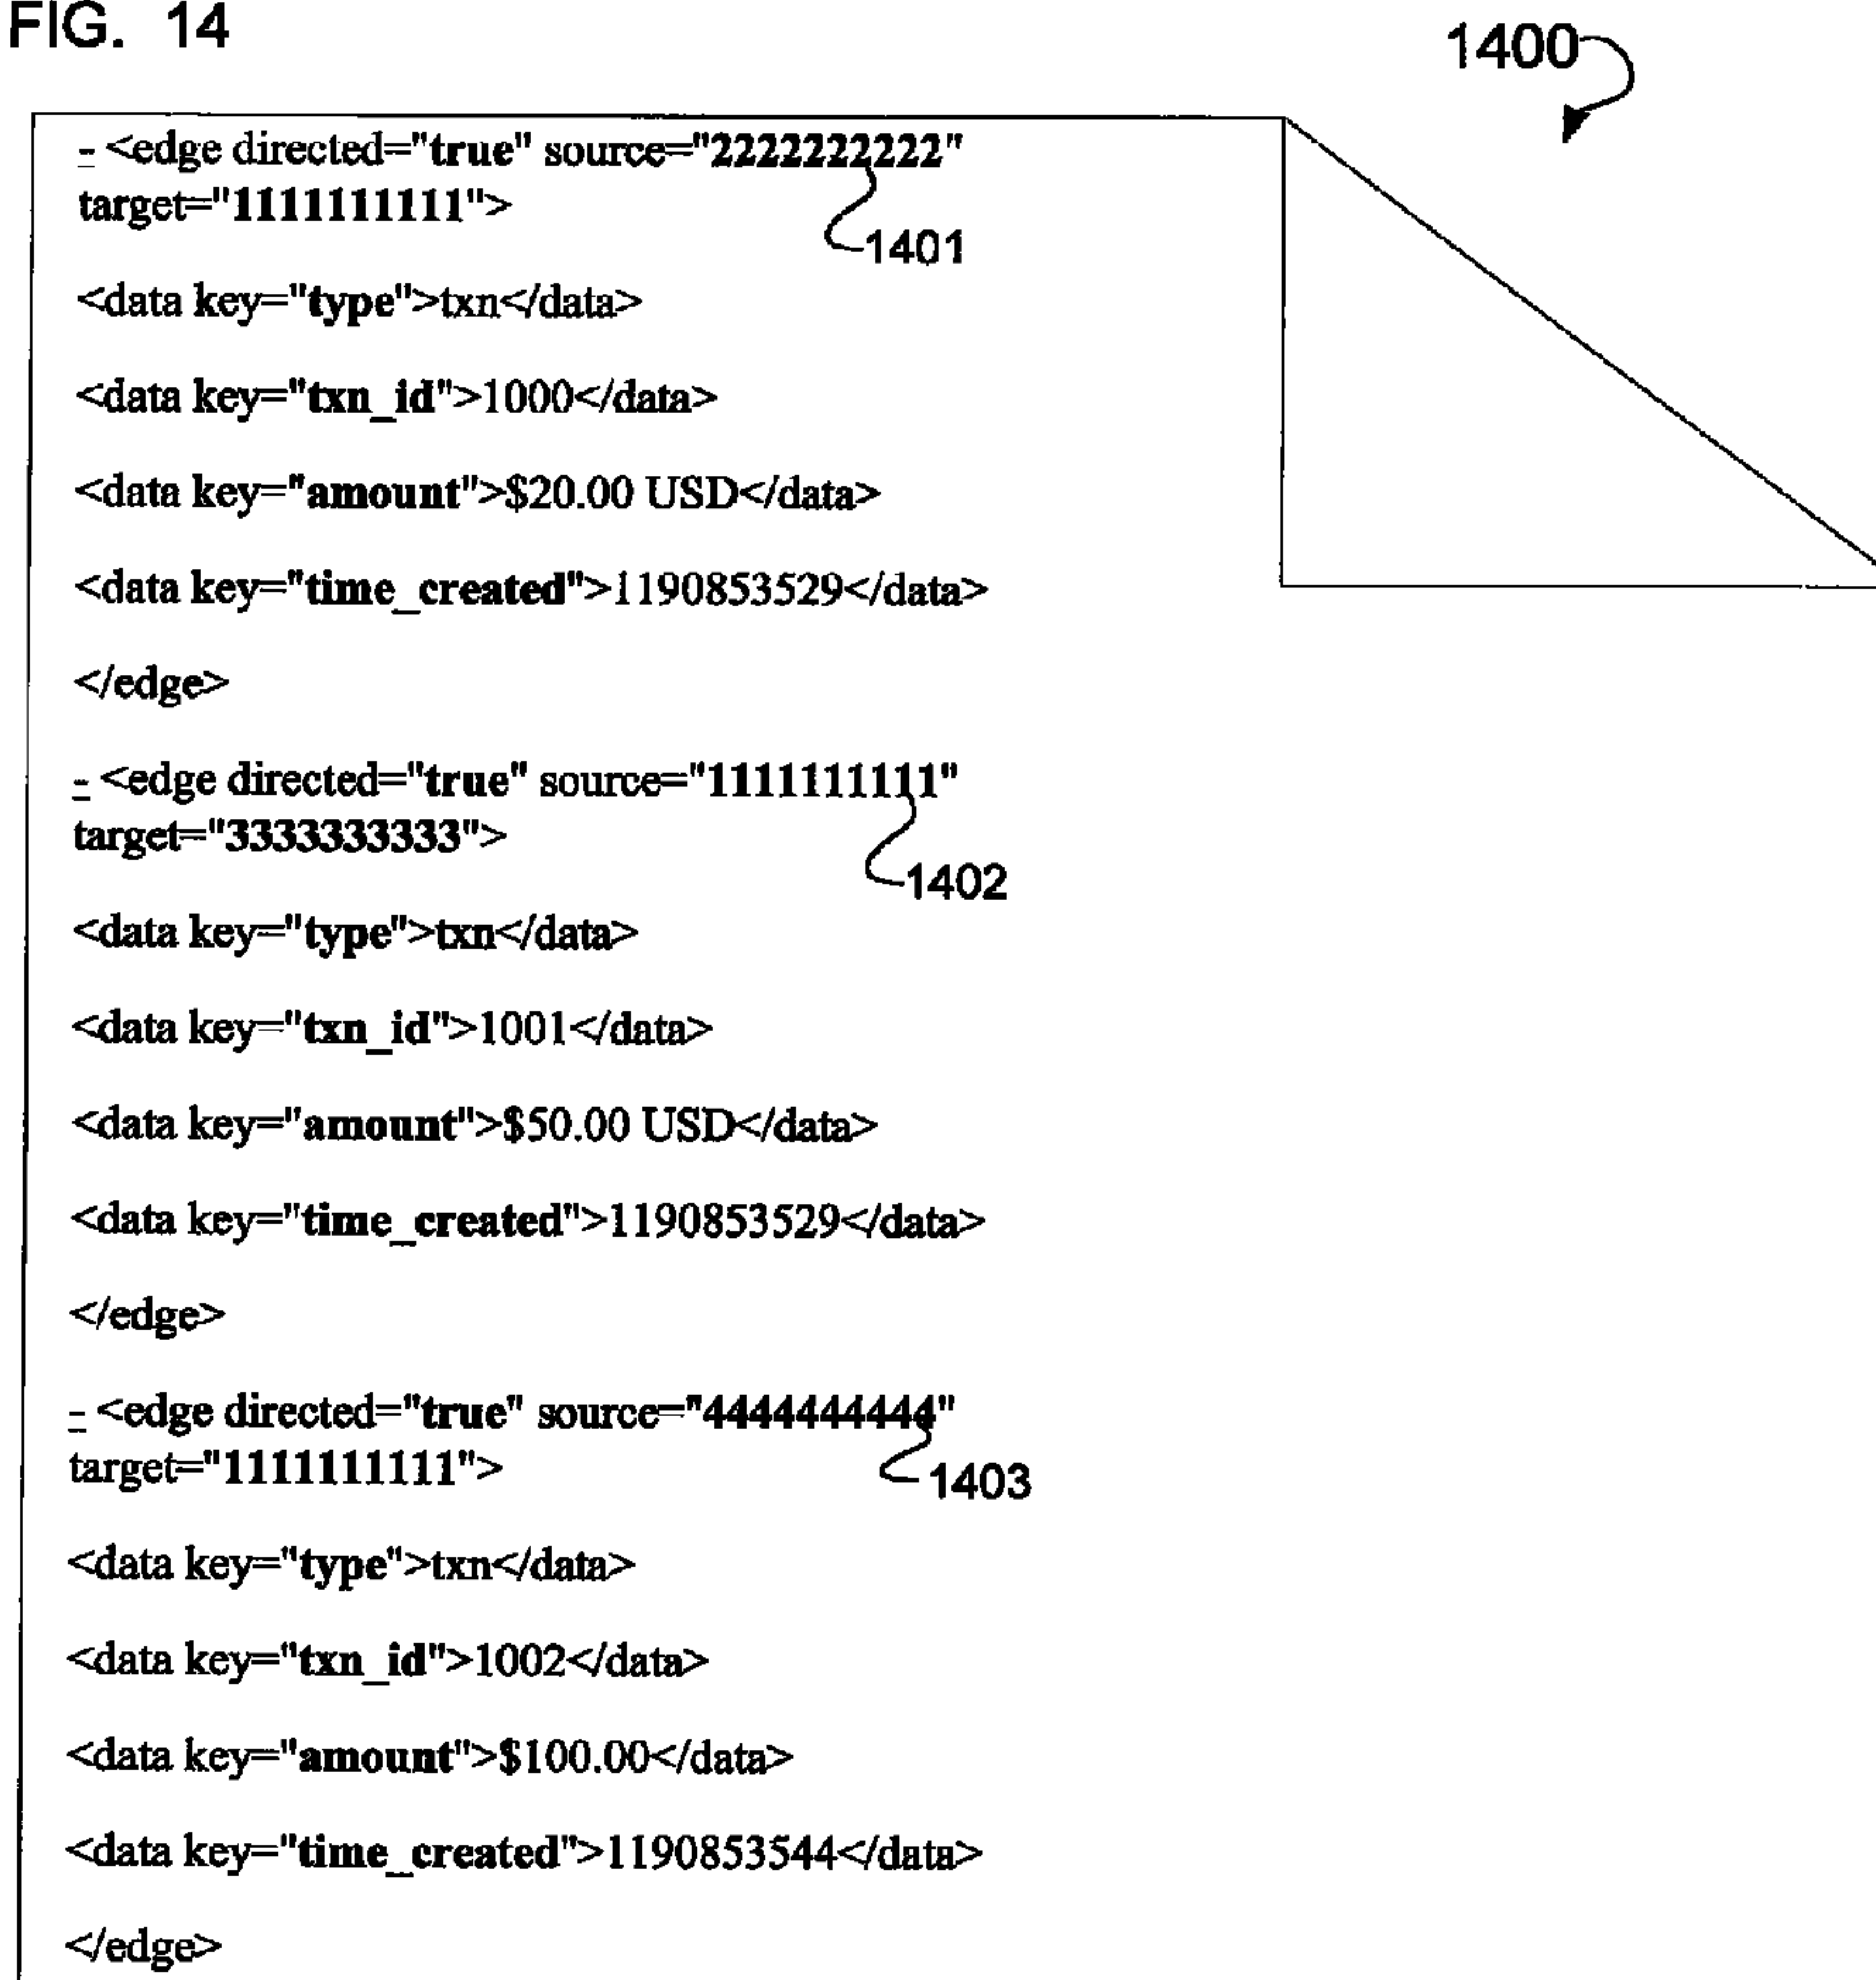 FIG. 14
1400
- <edge directed="true" source="2222222222"
target="1111111111">
1401
<data key="type">txn</data>
<data key="txn_id">1000</data>
<data key="amount">$20.00 USD</data>
<data key="time_created">1190853529</data>
</edge>
- <edge directed="true" source="1111111111"
target="3333333333">
1402
<data key="type">txn</data>
<data key="txn_id">1001</data>
<data key="amount">$50.00 USD</data>
<data key="time_created">1190853529</data>
</edge>
- <edge directed="true" source="4444444444"
target="1111111111">
1403
<data key="type">txn</data>
<data key="txn_id">1002</data>
<data key="amount">$100.00</data>
<data key="time_created">1190853544</data>
</edge>